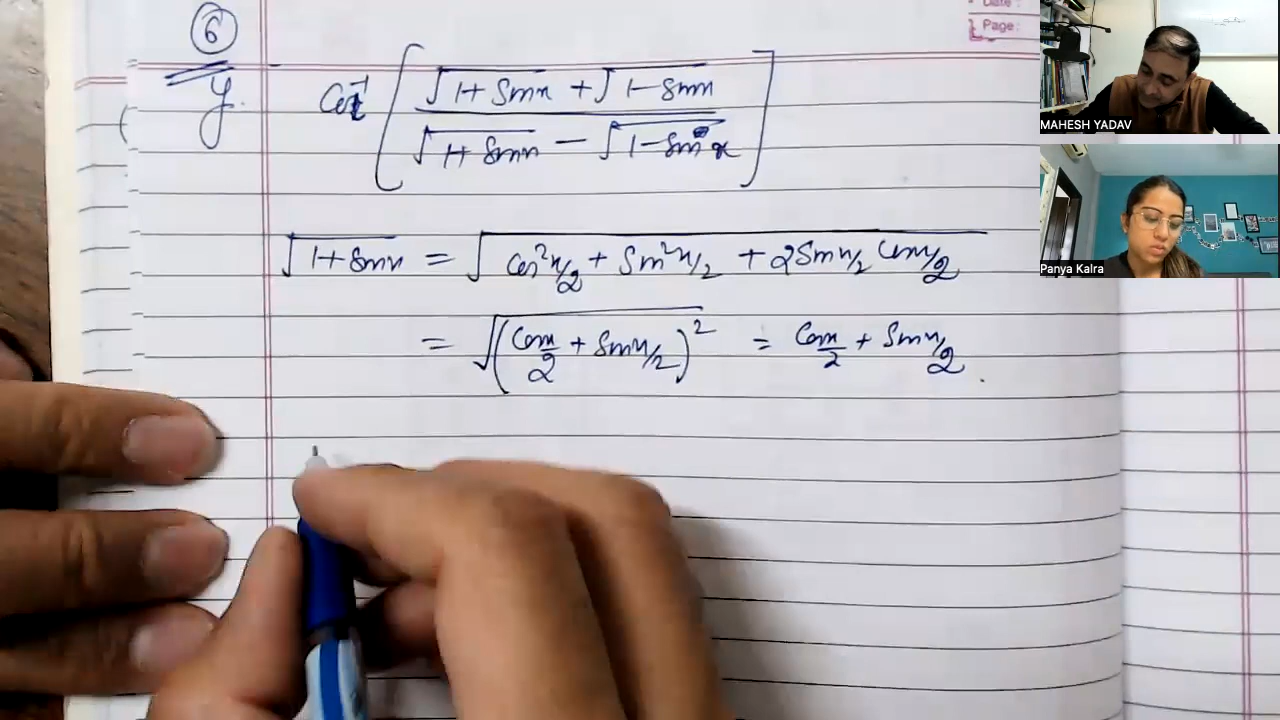 6
Date :
Page:
y cot⁻¹ [ (√1+Sinx + √1-Sinx) / (√1+Sinx - √1-Sinx) ]
√1+Sinx = √Cos²x/2 + Sin²x/2 + 2Sinx/2 Cosx/2
= √(Cosx/2 + Sinx/2)² = Cosx/2 + Sinx/2.
MAHESH YADAV
Panya Kalra